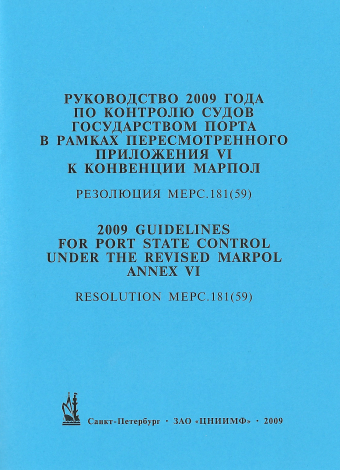 РУКОВОДСТВО 2009 ГОДА
ПО КОНТРОЛЮ СУДОВ
ГОСУДАРСТВОМ ПОРТА
В РАМКАХ ПЕРЕСМОТРЕННОГО
ПРИЛОЖЕНИЯ VI
К КОНВЕНЦИИ МАРПОЛ
РЕЗОЛЮЦИЯ МЕРС.181(59)
2009 GUIDELINES
FOR PORT STATE CONTROL
UNDER THE REVISED MARPOL
ANNEX VI
RESOLUTION MEPC.181(59)
Санкт-Петербург · ЗАО «ЦНИИМФ» · 2009